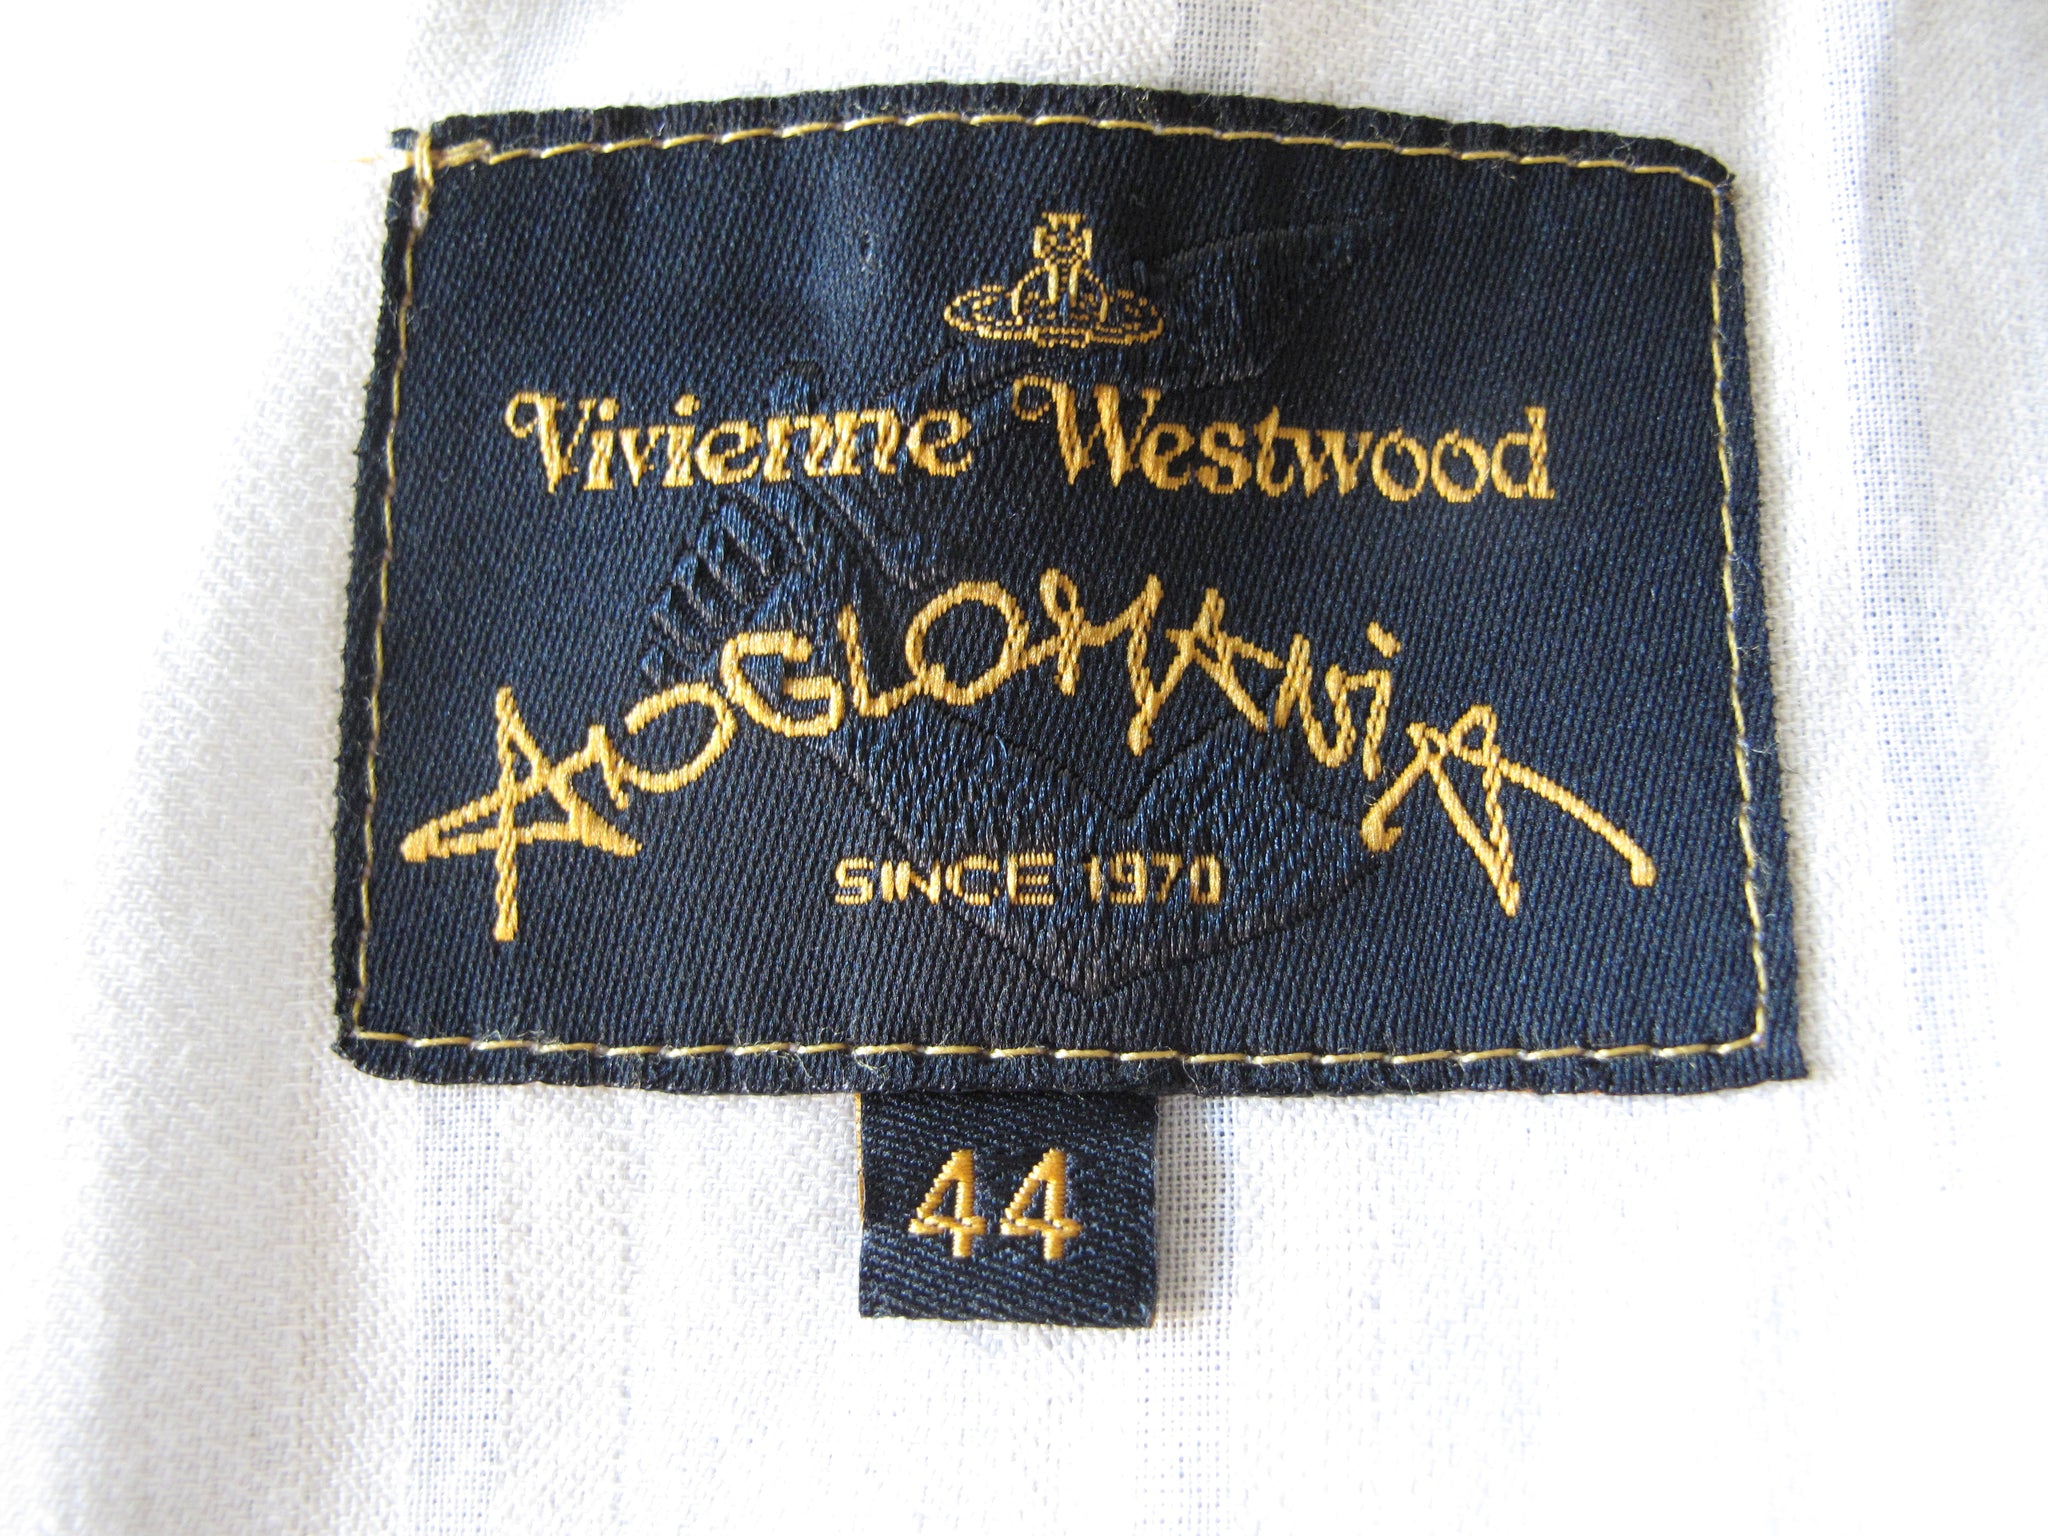 Vivienne Westwood
ANGLOMANiA
SINCE 1970
44